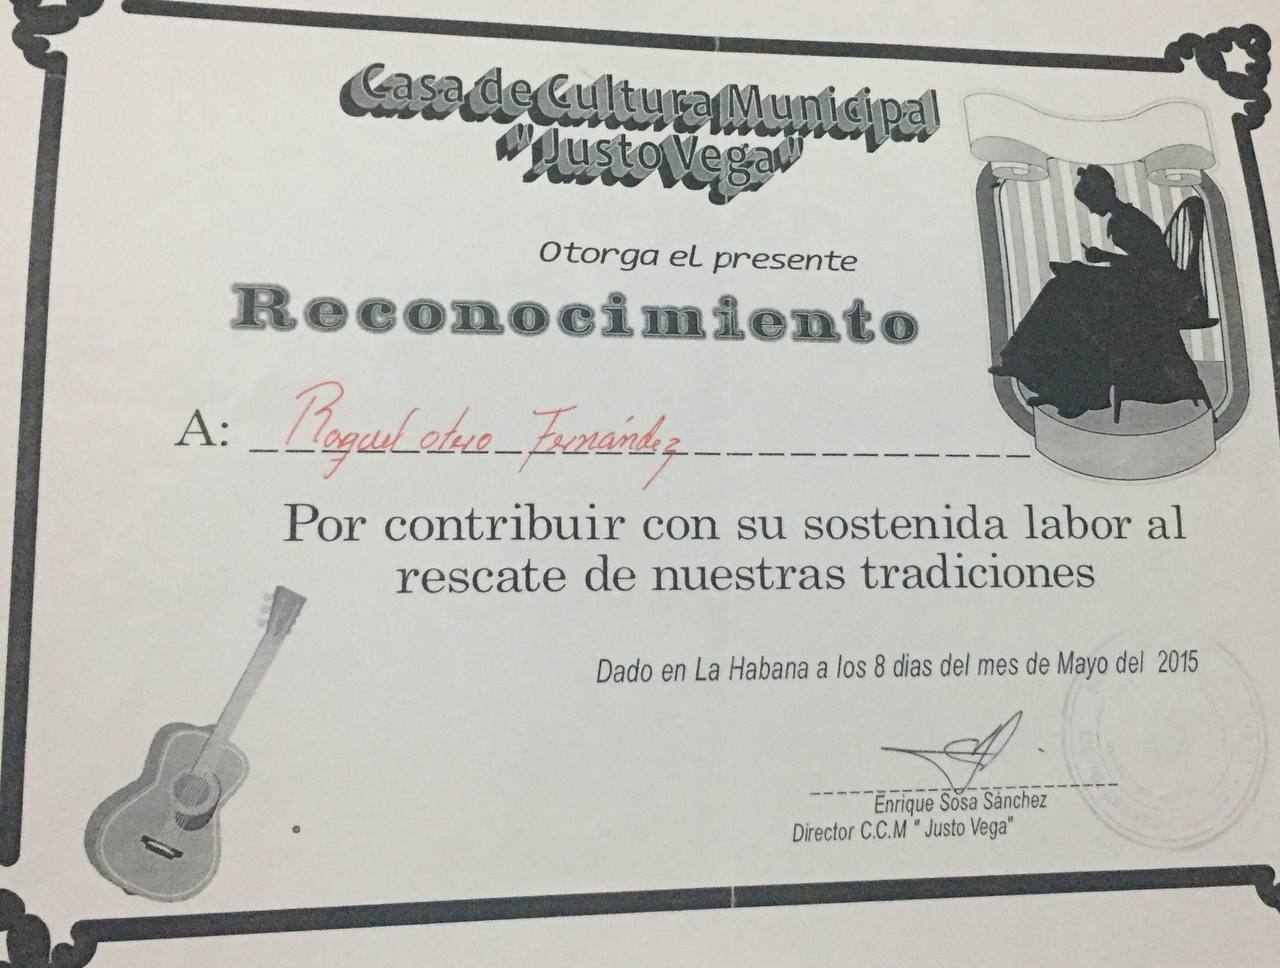 Casa de Cultura Municipal
"Justo Vega"
Otorga el presente
Reconocimiento
A: Raquel otero Fernández
Por contribuir con su sostenida labor al
rescate de nuestras tradiciones
Dado en La Habana a los 8 dias del mes de Mayo del 2015
Enrique Sosa Sánchez
Director C.C.M " Justo Vega"